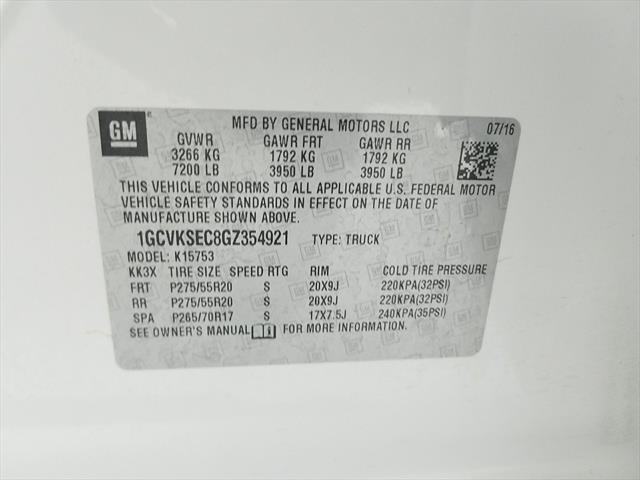 GM
MFD BY GENERAL MOTORS LLC 07/16
GVWR GAWR FRT GAWR RR
3266 KG 1792 KG 1792 KG
7200 LB 3950 LB 3950 LB
THIS VEHICLE CONFORMS TO ALL APPLICABLE U.S. FEDERAL MOTOR
VEHICLE SAFETY STANDARDS IN EFFECT ON THE DATE OF
MANUFACTURE SHOWN ABOVE.
1GCVKSEC8GZ354921 TYPE: TRUCK
MODEL: K15753
KK3X TIRE SIZE SPEED RTG RIM COLD TIRE PRESSURE
FRT P275/55R20 S 20X9J 220KPA(32PSI)
RR P275/55R20 S 20X9J 220KPA(32PSI)
SPA P265/70R17 S 17X7.5J 240KPA(35PSI)
SEE OWNER'S MANUAL FOR MORE INFORMATION.